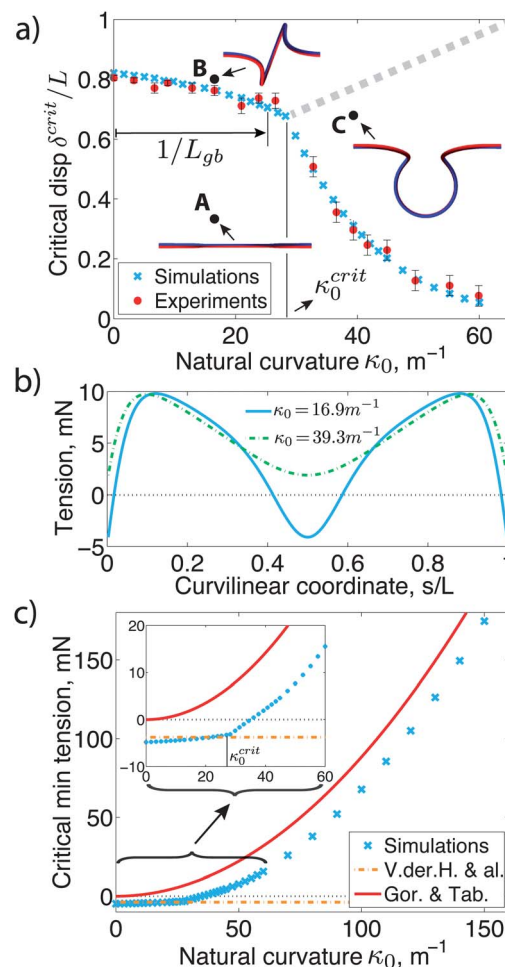 a)
Critical disp δ^crit/L
1
0.8
0.6
0.4
0.2
0
B
C
A
1/L_gb
κ_0^crit
Simulations
Experiments
0 20 40 60
Natural curvature κ_0, m^-1
b)
Tension, mN
10
5
0
-5
κ_0 = 16.9m^-1
κ_0 = 39.3m^-1
0 0.2 0.4 0.6 0.8 1
Curvilinear coordinate, s/L
c)
Critical min tension, mN
150
100
50
0
20
10
0
-10
0 20 40 60
κ_0^crit
Simulations
V.der.H. & al.
Gor. & Tab.
0 50 100 150
Natural curvature κ_0, m^-1